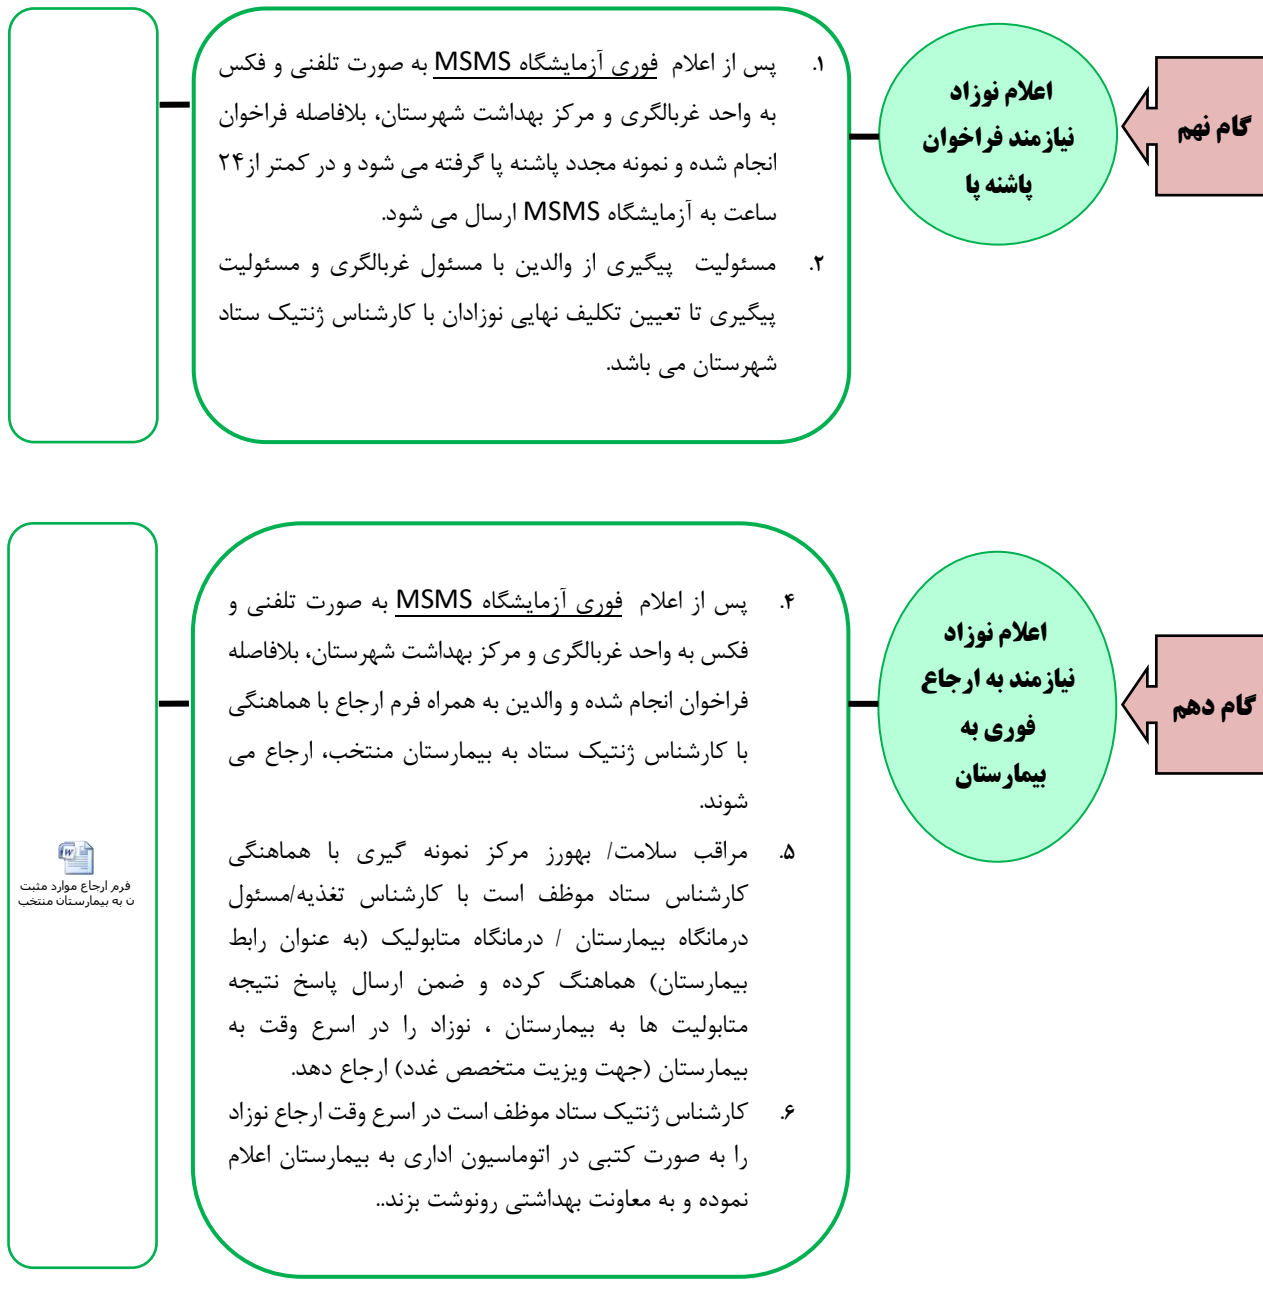 گام نهم
اعلام نوزاد
نیازمند فراخوان
پاشنه پا
۱. پس از اعلام فوری آزمایشگاه MSMS به صورت تلفنی و فکس
به واحد غربالگری و مرکز بهداشت شهرستان، بلافاصله فراخوان
انجام شده و نمونه مجدد پاشنه پا گرفته می شود و در کمتر از۲۴
ساعت به آزمایشگاه MSMS ارسال می شود.
۲. مسئولیت پیگیری از والدین با مسئول غربالگری و مسئولیت
پیگیری تا تعیین تکلیف نهایی نوزادان با کارشناس ژنتیک ستاد
شهرستان می باشد.
گام دهم
اعلام نوزاد
نیازمند به ارجاع
فوری به
بیمارستان
۴. پس از اعلام فوری آزمایشگاه MSMS به صورت تلفنی و
فکس به واحد غربالگری و مرکز بهداشت شهرستان، بلافاصله
فراخوان انجام شده و والدین به همراه فرم ارجاع با هماهنگی
با کارشناس ژنتیک ستاد به بیمارستان منتخب، ارجاع می
شوند.
۵. مراقب سلامت/ بهورز مرکز نمونه گیری با هماهنگی
کارشناس ستاد موظف است با کارشناس تغذیه/مسئول
درمانگاه بیمارستان / درمانگاه متابولیک (به عنوان رابط
بیمارستان) هماهنگ کرده و ضمن ارسال پاسخ نتیجه
متابولیت ها به بیمارستان ، نوزاد را در اسرع وقت به
بیمارستان (جهت ویزیت متخصص غدد) ارجاع دهد.
۶. کارشناس ژنتیک ستاد موظف است در اسرع وقت ارجاع نوزاد
را به صورت کتبی در اتوماسیون اداری به بیمارستان اعلام
نموده و به معاونت بهداشتی رونوشت بزند..
فرم ارجاع موارد مثبت
ن به بیمارستان منتخب